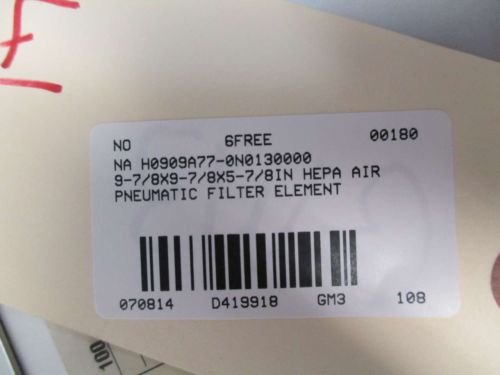 NO 6FREE 00180
NA H0909A77-0N0130000
9-7/8X9-7/8X5-7/8IN HEPA AIR
PNEUMATIC FILTER ELEMENT
070814 D419918 GM3 108
100